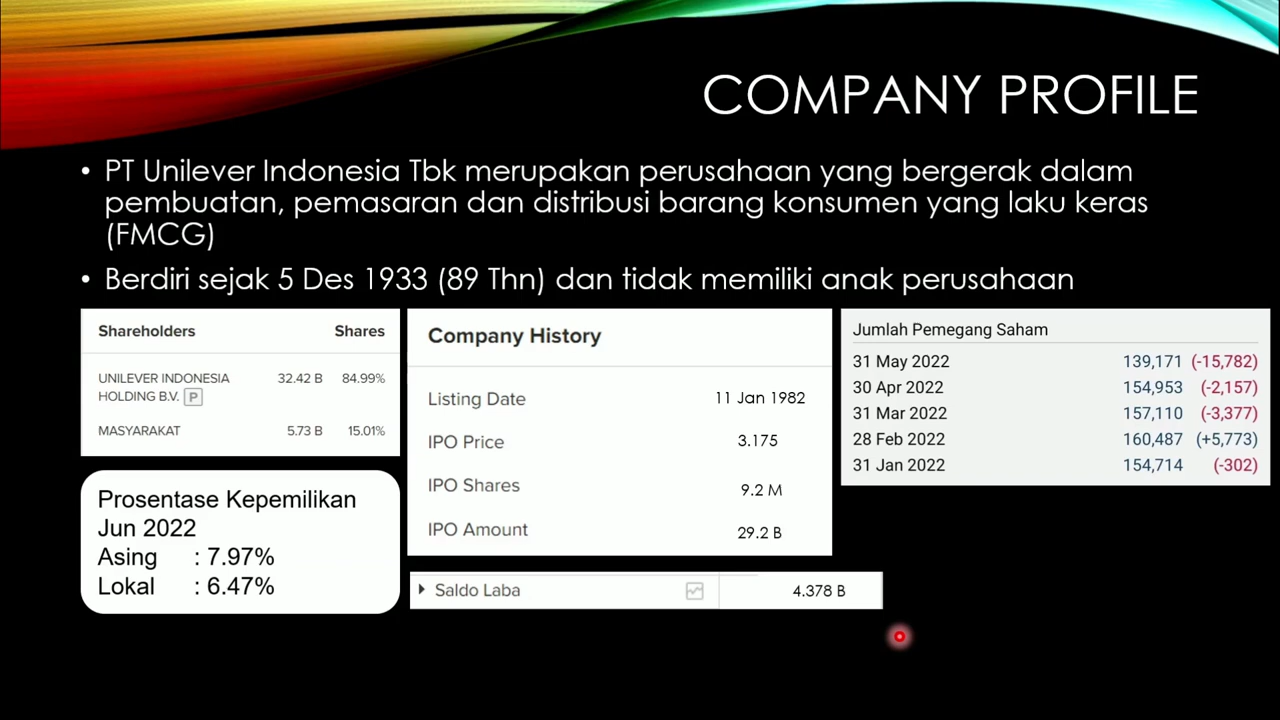 COMPANY PROFILE
• PT Unilever Indonesia Tbk merupakan perusahaan yang bergerak dalam
pembuatan, pemasaran dan distribusi barang konsumen yang laku keras
(FMCG)
• Berdiri sejak 5 Des 1933 (89 Thn) dan tidak memiliki anak perusahaan
Shareholders Shares
UNILEVER INDONESIA 32.42 B 84.99%
HOLDING B.V. P
MASYARAKAT 5.73 B 15.01%
Prosentase Kepemilikan
Jun 2022
Asing : 7.97%
Lokal : 6.47%
Company History
Listing Date 11 Jan 1982
IPO Price 3.175
IPO Shares 9.2 M
IPO Amount 29.2 B
Saldo Laba 4.378 B
Jumlah Pemegang Saham
31 May 2022 139,171 (-15,782)
30 Apr 2022 154,953 (-2,157)
31 Mar 2022 157,110 (-3,377)
28 Feb 2022 160,487 (+5,773)
31 Jan 2022 154,714 (-302)